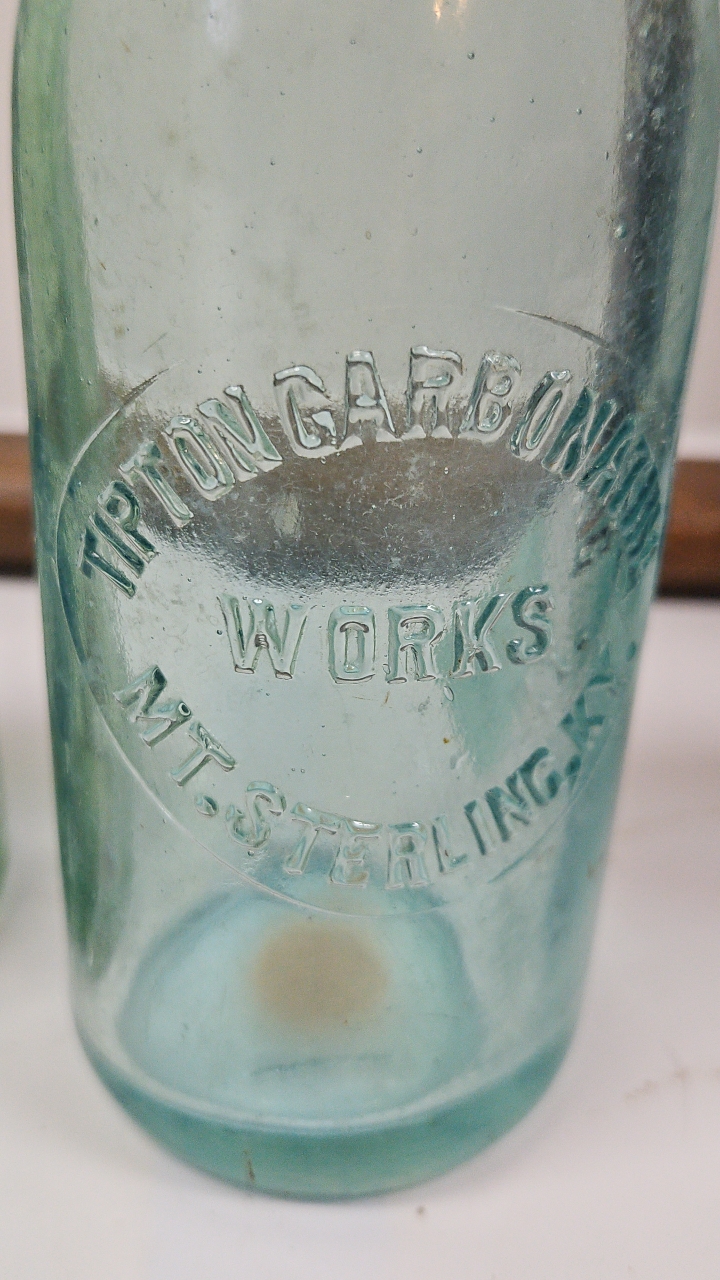 TIPTON CARBONATING
WORKS
MT. STERLING, KY.